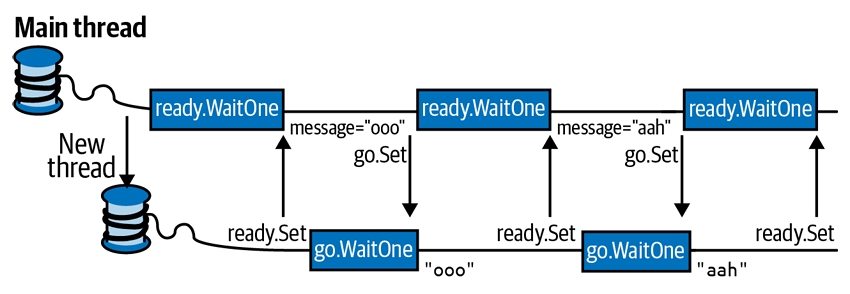 Main thread
ready.WaitOne
ready.WaitOne
ready.WaitOne
message="ooo"
go.Set
message="aah"
go.Set
New
thread
ready.Set
ready.Set
ready.Set
go.WaitOne
go.WaitOne
"ooo"
"aah"